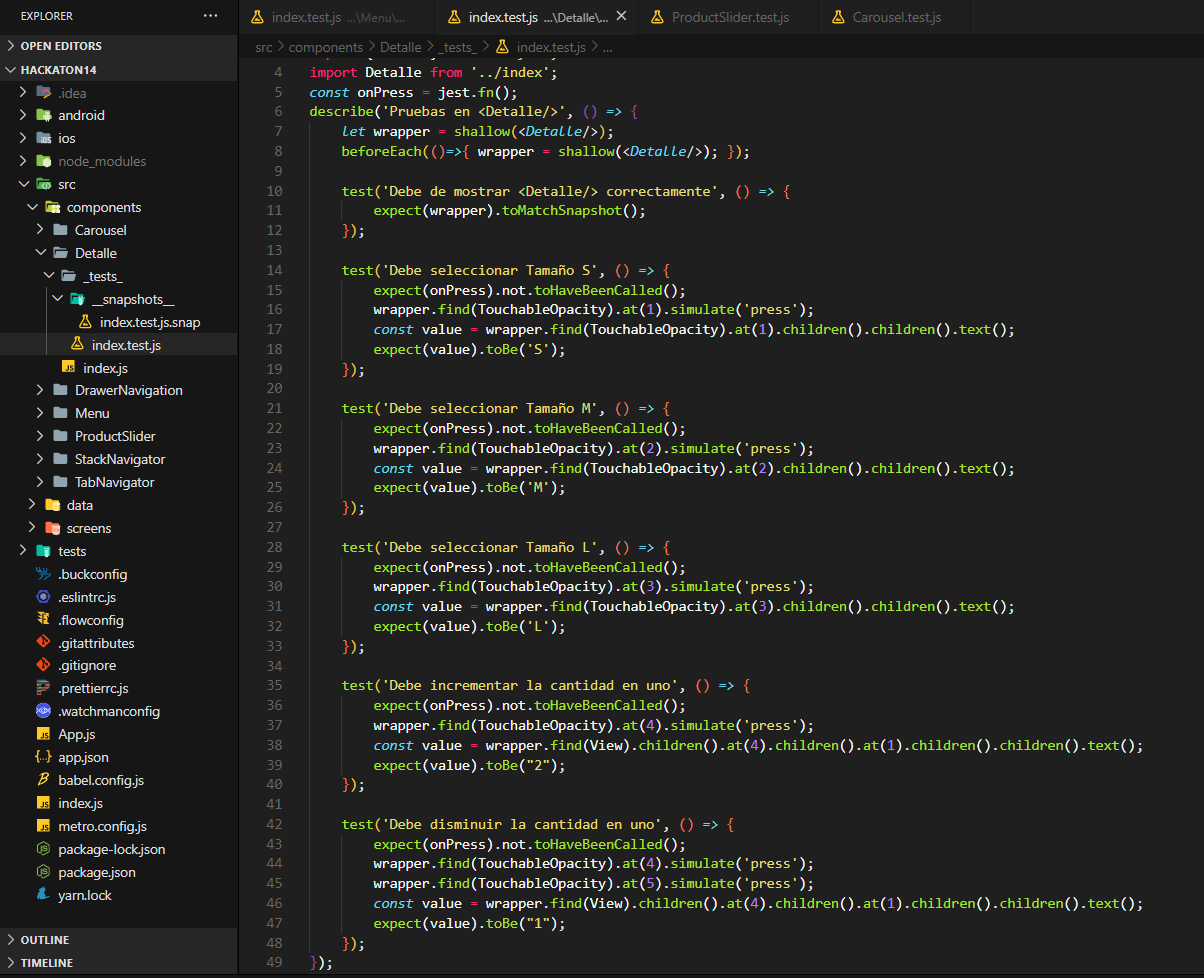 EXPLORER
OPEN EDITORS
HACKATON14
.idea
android
ios
node_modules
src
components
Carousel
Detalle
_tests_
__snapshots__
index.test.js.snap
index.test.js
index.js
DrawerNavigation
Menu
ProductSlider
StackNavigator
TabNavigator
data
screens
tests
.buckconfig
.eslintrc.js
.flowconfig
.gitattributes
.gitignore
.prettierrc.js
.watchmanconfig
App.js
app.json
babel.config.js
index.js
metro.config.js
package-lock.json
package.json
yarn.lock
OUTLINE
TIMELINE
index.test.js ...\Menu\... index.test.js ...\Detalle\... ProductSlider.test.js Carousel.test.js
src > components > Detalle > _tests_ > index.test.js > ...
4 import Detalle from '../index';
5 const onPress = jest.fn();
6 describe('Pruebas en <Detalle/>', () => {
7 let wrapper = shallow(<Detalle/>);
8 beforeEach(()=>{ wrapper = shallow(<Detalle/>); });
9
10 test('Debe de mostrar <Detalle/> correctamente', () => {
11 expect(wrapper).toMatchSnapshot();
12 });
13
14 test('Debe seleccionar Tamaño S', () => {
15 expect(onPress).not.toHaveBeenCalled();
16 wrapper.find(TouchableOpacity).at(1).simulate('press');
17 const value = wrapper.find(TouchableOpacity).at(1).children().children().text();
18 expect(value).toBe('S');
19 });
20
21 test('Debe seleccionar Tamaño M', () => {
22 expect(onPress).not.toHaveBeenCalled();
23 wrapper.find(TouchableOpacity).at(2).simulate('press');
24 const value = wrapper.find(TouchableOpacity).at(2).children().children().text();
25 expect(value).toBe('M');
26 });
27
28 test('Debe seleccionar Tamaño L', () => {
29 expect(onPress).not.toHaveBeenCalled();
30 wrapper.find(TouchableOpacity).at(3).simulate('press');
31 const value = wrapper.find(TouchableOpacity).at(3).children().children().text();
32 expect(value).toBe('L');
33 });
34
35 test('Debe incrementar la cantidad en uno', () => {
36 expect(onPress).not.toHaveBeenCalled();
37 wrapper.find(TouchableOpacity).at(4).simulate('press');
38 const value = wrapper.find(View).children().at(4).children().at(1).children().children().text();
39 expect(value).toBe("2");
40 });
41
42 test('Debe disminuir la cantidad en uno', () => {
43 expect(onPress).not.toHaveBeenCalled();
44 wrapper.find(TouchableOpacity).at(4).simulate('press');
45 wrapper.find(TouchableOpacity).at(5).simulate('press');
46 const value = wrapper.find(View).children().at(4).children().at(1).children().children().text();
47 expect(value).toBe("1");
48 });
49 });